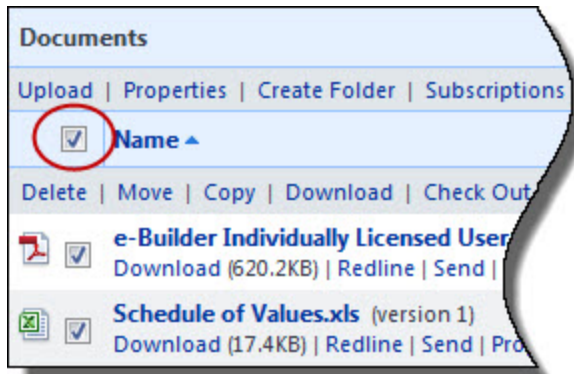 Documents
Upload | Properties | Create Folder | Subscriptions
Name
Delete | Move | Copy | Download | Check Out
e-Builder Individually Licensed User
Download (620.2KB) | Redline | Send |
Schedule of Values.xls (version 1)
Download (17.4KB) | Redline | Send | Pro